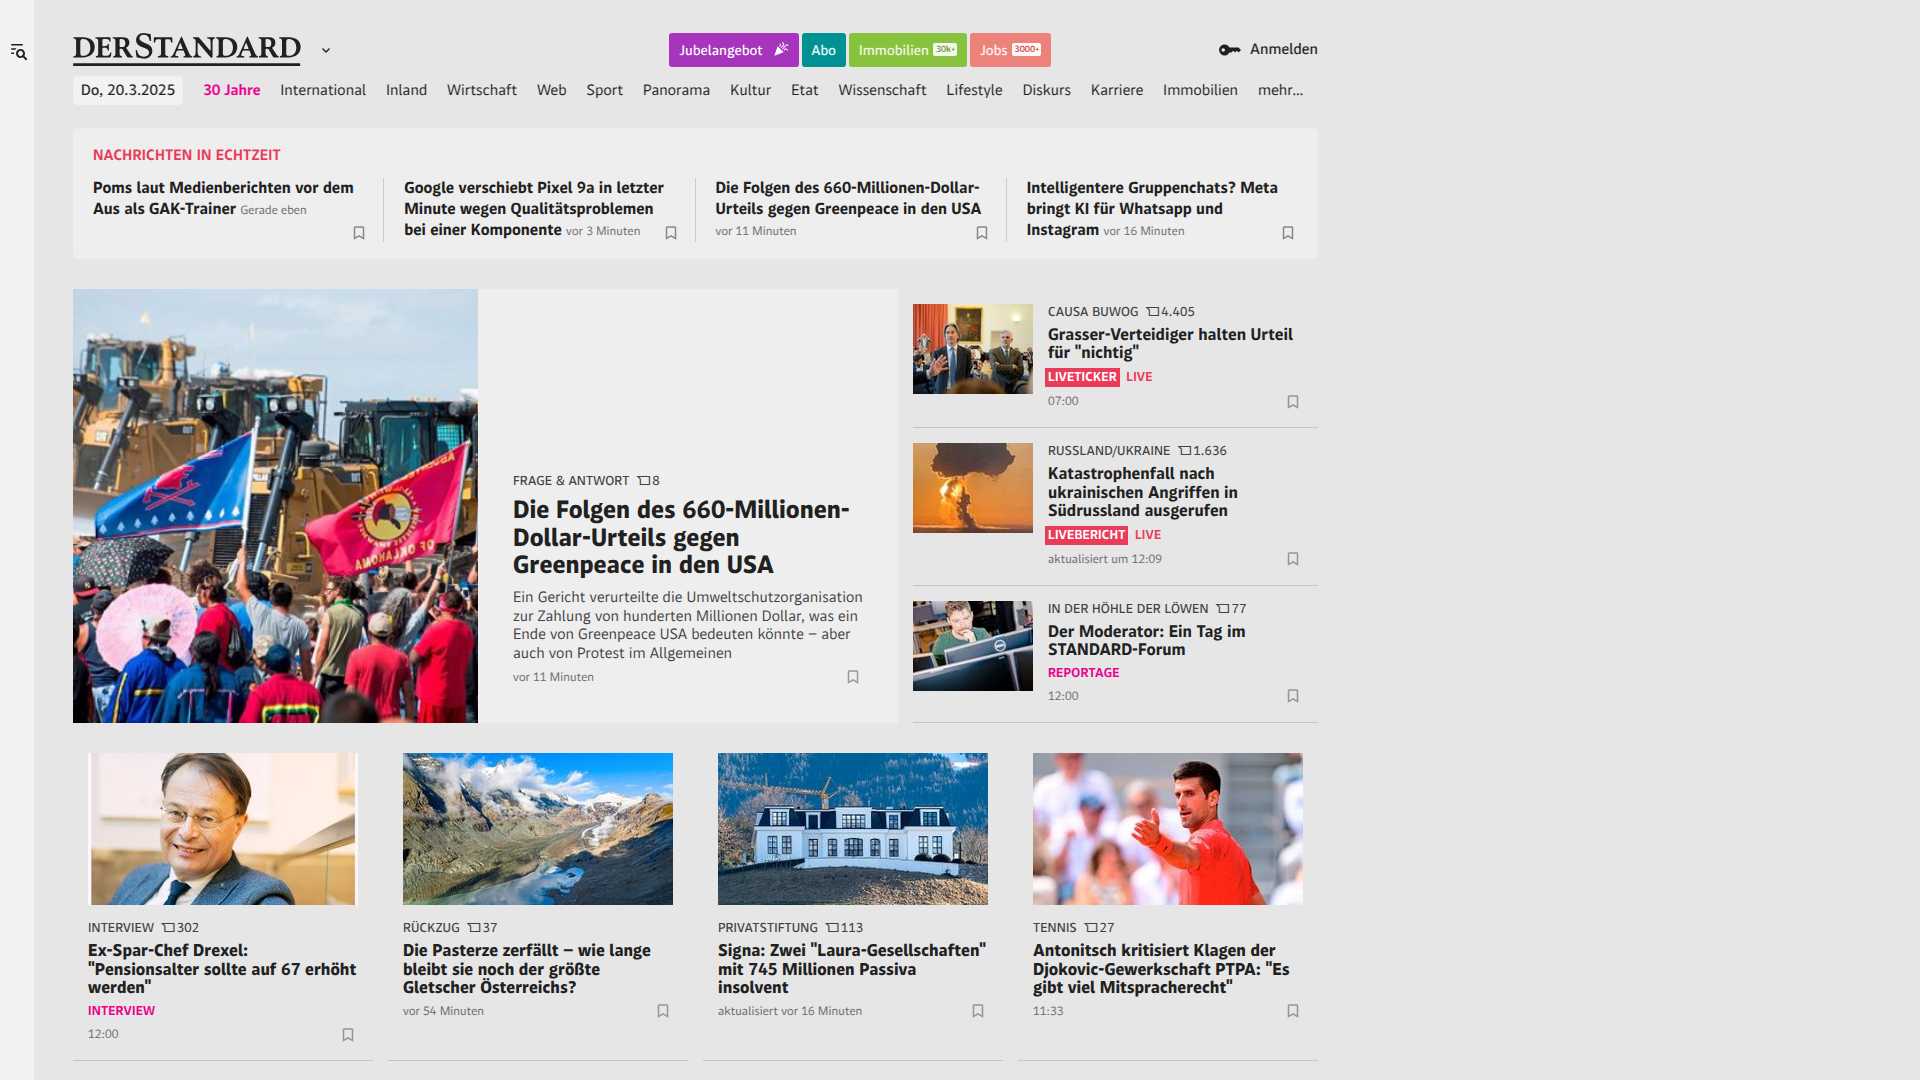 DERSTANDARD
Jubelangebot
Abo
Immobilien 30k+
Jobs 3000+
Anmelden
Do, 20.3.2025
30 Jahre
International
Inland
Wirtschaft
Web
Sport
Panorama
Kultur
Etat
Wissenschaft
Lifestyle
Diskurs
Karriere
Immobilien
mehr...
NACHRICHTEN IN ECHTZEIT
Poms laut Medienberichten vor dem
Aus als GAK-Trainer Gerade eben
Google verschiebt Pixel 9a in letzter
Minute wegen Qualitätsproblemen
bei einer Komponente vor 3 Minuten
Die Folgen des 660-Millionen-Dollar-
Urteils gegen Greenpeace in den USA
vor 11 Minuten
Intelligentere Gruppenchats? Meta
bringt KI für Whatsapp und
Instagram vor 16 Minuten
FRAGE & ANTWORT 8
Die Folgen des 660-Millionen-
Dollar-Urteils gegen
Greenpeace in den USA
Ein Gericht verurteilte die Umweltschutzorganisation
zur Zahlung von hunderten Millionen Dollar, was ein
Ende von Greenpeace USA bedeuten könnte – aber
auch von Protest im Allgemeinen
vor 11 Minuten
OF OKLAHOMA
CAUSA BUWOG 4.405
Grasser-Verteidiger halten Urteil
für "nichtig"
LIVETICKER LIVE
07:00
RUSSLAND/UKRAINE 1.636
Katastrophenfall nach
ukrainischen Angriffen in
Südrussland ausgerufen
LIVEBERICHT LIVE
aktualisiert um 12:09
IN DER HÖHLE DER LÖWEN 77
Der Moderator: Ein Tag im
STANDARD-Forum
REPORTAGE
12:00
INTERVIEW 302
Ex-Spar-Chef Drexel:
"Pensionsalter sollte auf 67 erhöht
werden"
INTERVIEW
12:00
RÜCKZUG 37
Die Pasterze zerfällt – wie lange
bleibt sie noch der größte
Gletscher Österreichs?
vor 54 Minuten
PRIVATSTIFTUNG 113
Signa: Zwei "Laura-Gesellschaften"
mit 745 Millionen Passiva
insolvent
aktualisiert vor 16 Minuten
TENNIS 27
Antonitsch kritisiert Klagen der
Djokovic-Gewerkschaft PTPA: "Es
gibt viel Mitspracherecht"
11:33